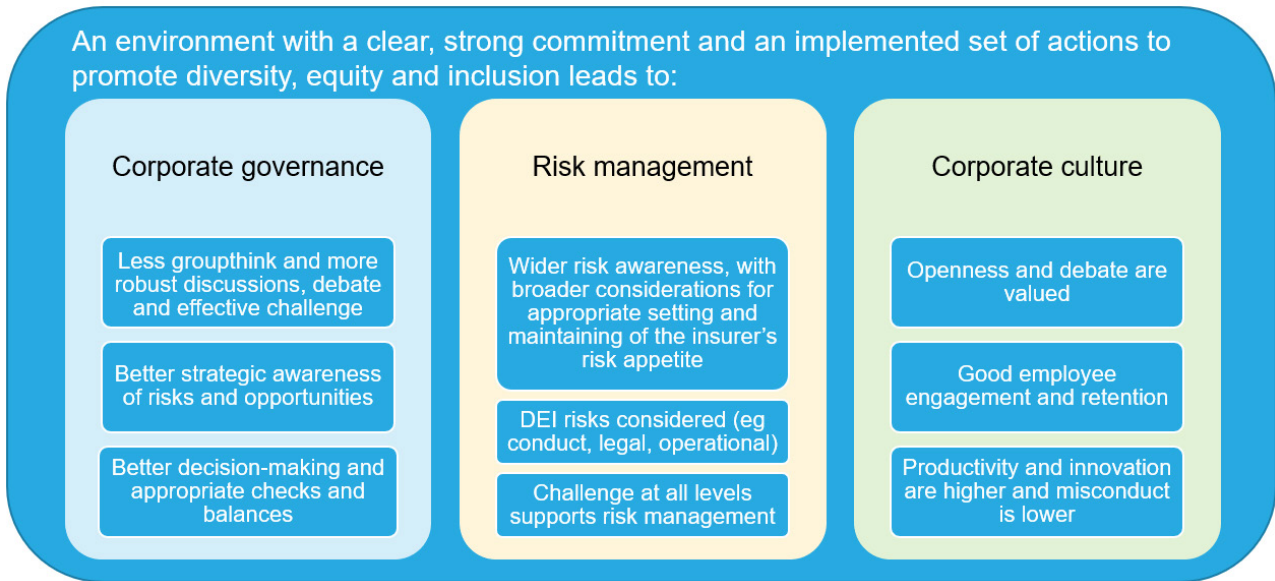 An environment with a clear, strong commitment and an implemented set of actions to
promote diversity, equity and inclusion leads to:
Corporate governance
Less groupthink and more
robust discussions, debate
and effective challenge
Better strategic awareness
of risks and opportunities
Better decision-making and
appropriate checks and
balances
Risk management
Wider risk awareness, with
broader considerations for
appropriate setting and
maintaining of the insurer’s
risk appetite
DEI risks considered (eg
conduct, legal, operational)
Challenge at all levels
supports risk management
Corporate culture
Openness and debate are
valued
Good employee
engagement and retention
Productivity and innovation
are higher and misconduct
is lower